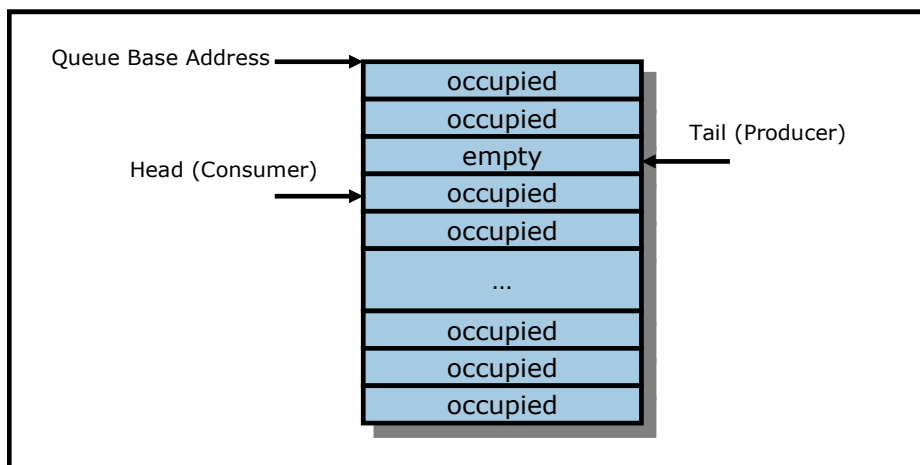 Queue Base Address
occupied
occupied
Tail (Producer)
empty
Head (Consumer)
occupied
occupied
...
occupied
occupied
occupied